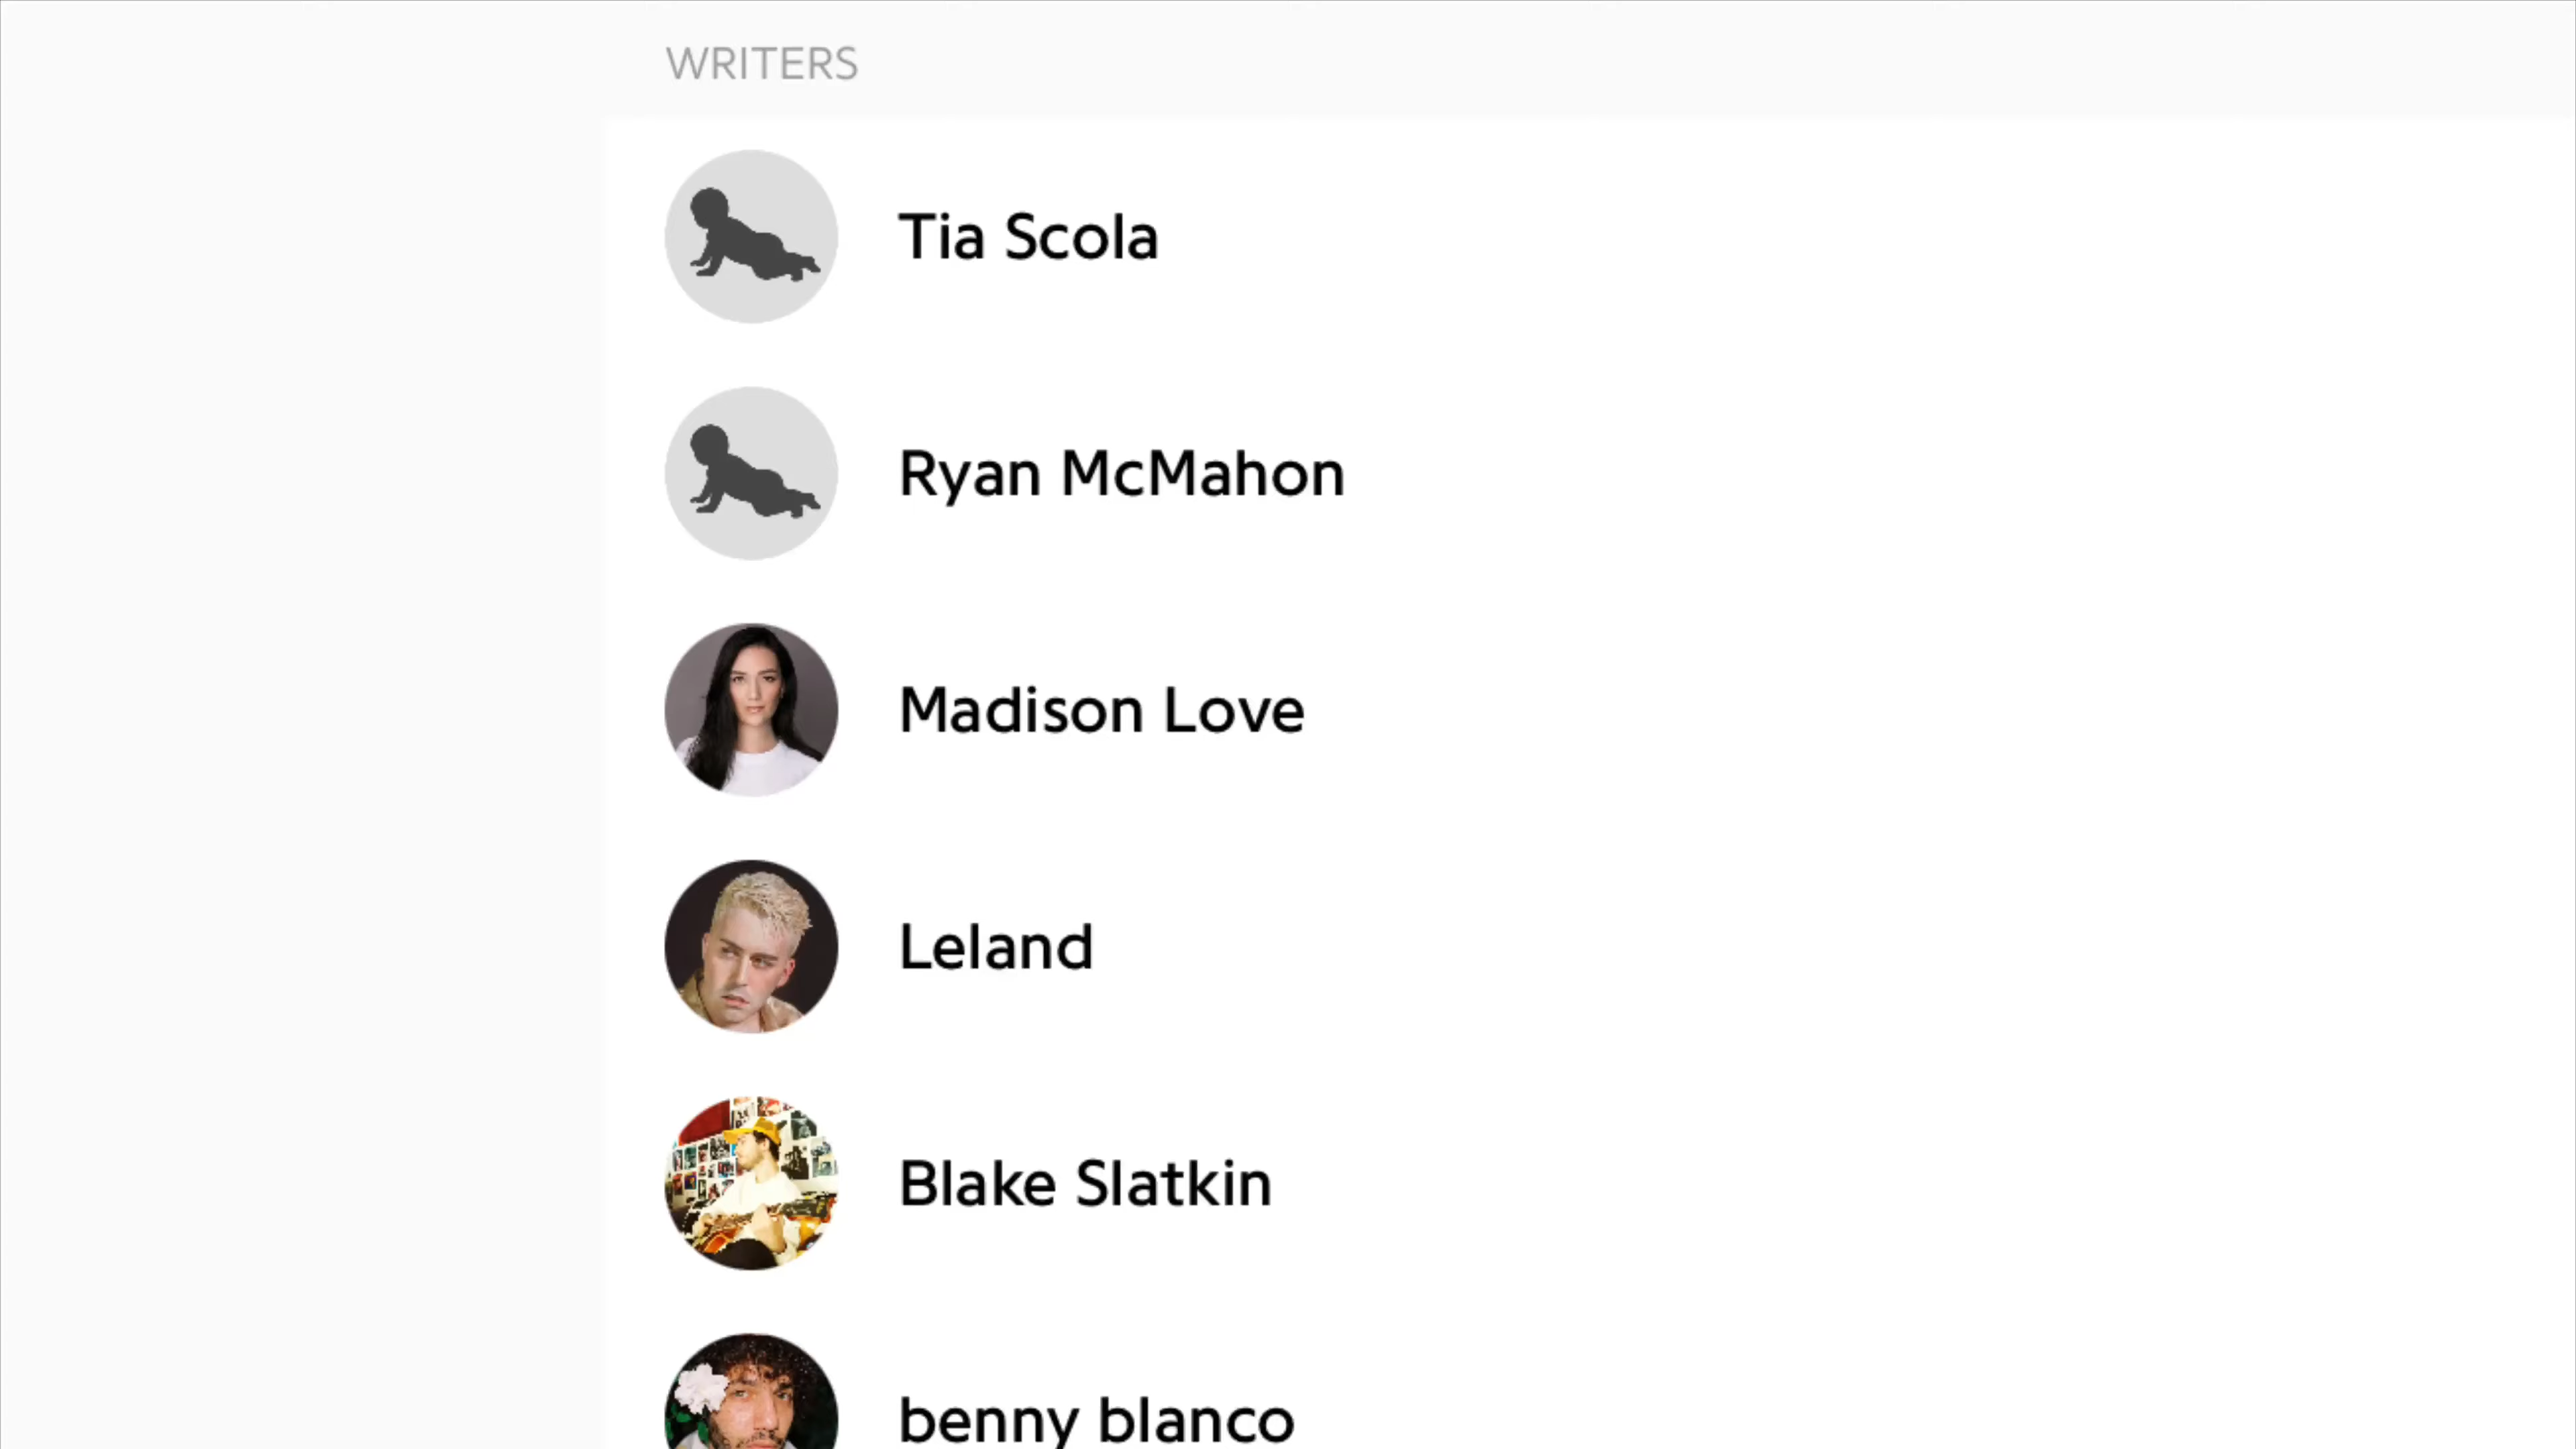 WRITERS
Tia Scola
Ryan McMahon
Madison Love
Leland
Blake Slatkin
benny blanco